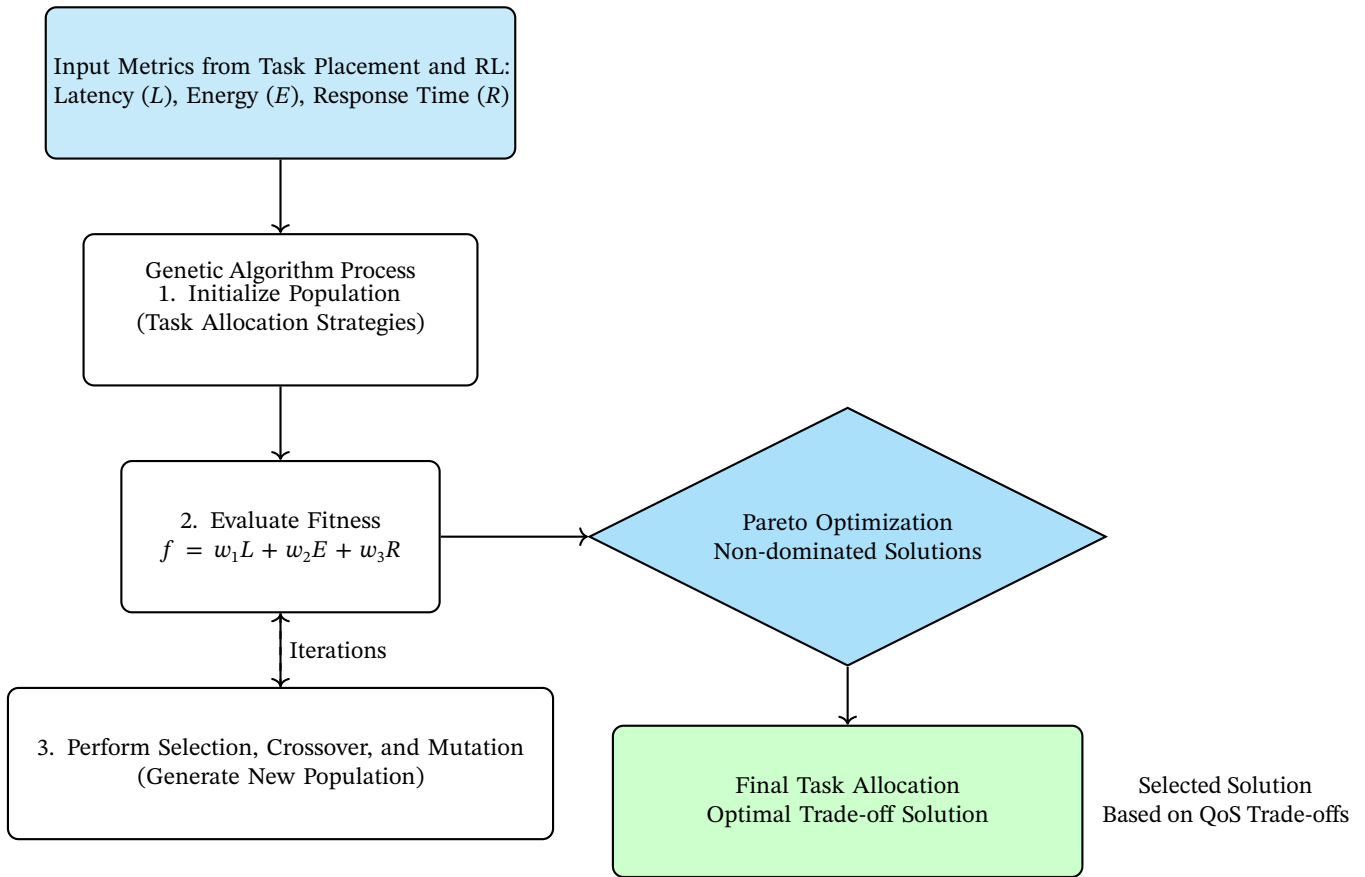 Input Metrics from Task Placement and RL:
Latency (L), Energy (E), Response Time (R)
Genetic Algorithm Process
1. Initialize Population
(Task Allocation Strategies)
2. Evaluate Fitness
f = w₁L + w₂E + w₃R
Pareto Optimization
Non-dominated Solutions
Iterations
3. Perform Selection, Crossover, and Mutation
(Generate New Population)
Final Task Allocation
Optimal Trade-off Solution
Selected Solution
Based on QoS Trade-offs